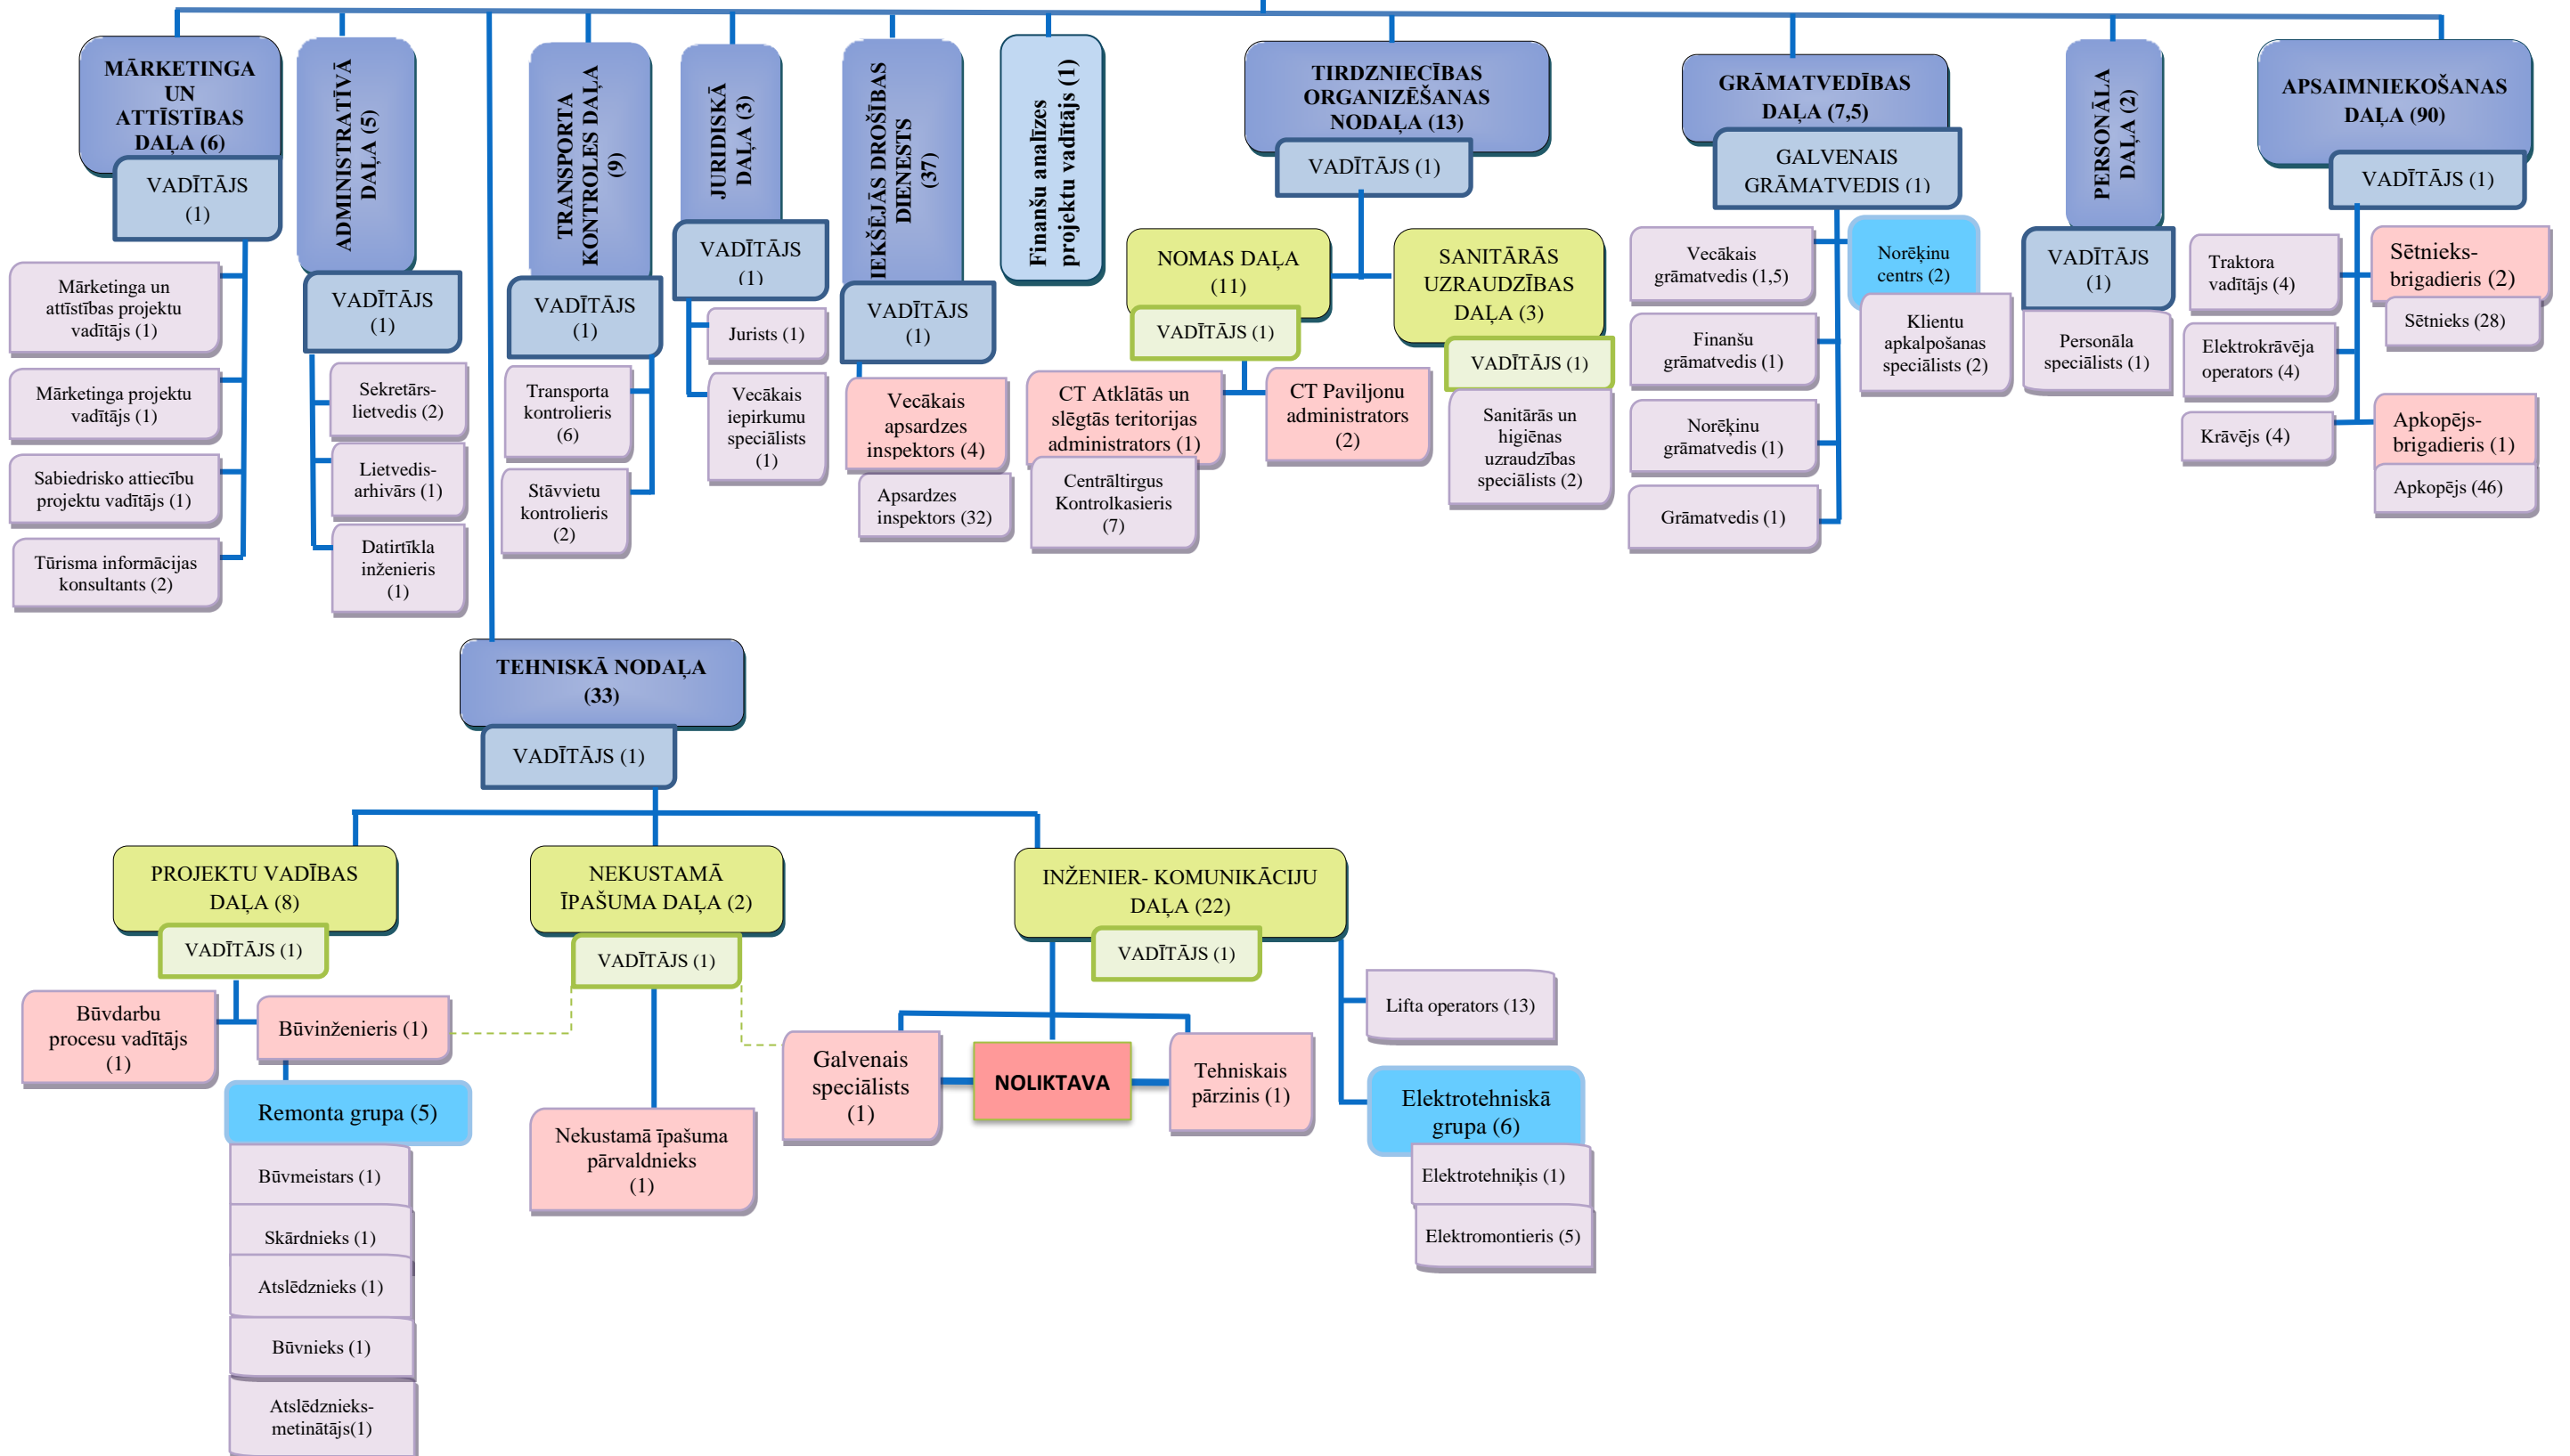 MĀRKETINGA
UN
ATTĪSTĪBAS
DAĻA (6)
VADĪTĀJS
(1)
Mārketinga un
attīstības projektu
vadītājs (1)
Mārketinga projektu
vadītājs (1)
Sabiedrisko attiecību
projektu vadītājs (1)
Tūrisma informācijas
konsultants (2)
ADMINISTRATĪVĀ
DAĻA (5)
VADĪTĀJS
(1)
Sekretārs-
lietvedis (2)
Lietvedis-
arhivārs (1)
Datirtīkla
inženieris
(1)
TRANSPORTA
KONTROLES DAĻA
(9)
VADĪTĀJS
(1)
Transporta
kontrolieris
(6)
Stāvvietu
kontrolieris
(2)
JURIDISKĀ
DAĻA (3)
VADĪTĀJS
(1)
Jurists (1)
Vecākais
iepirkumu
speciālists
(1)
IEKŠĒJĀS DROŠĪBAS
DIENESTS
(37)
VADĪTĀJS
(1)
Vecākais
apsardzes
inspektors (4)
Apsardzes
inspektors (32)
Finanšu analīzes
projektu vadītājs (1)
TIRDZNIECĪBAS
ORGANIZĒŠANAS
NODAĻA (13)
VADĪTĀJS (1)
NOMAS DAĻA
(11)
VADĪTĀJS (1)
CT Atklātās un
slēgtās teritorijas
administrators (1)
Centrāltirgus
Kontrolkasieris
(7)
CT Paviljonu
administrators
(2)
SANITĀRĀS
UZRAUDZĪBAS
DAĻA (3)
VADĪTĀJS (1)
Sanitārās un
higiēnas
uzraudzības
speciālists (2)
GRĀMATVEDĪBAS
DAĻA (7,5)
GALVENAIS
GRĀMATVEDIS (1)
Vecākais
grāmatvedis (1,5)
Finanšu
grāmatvedis (1)
Norēķinu
grāmatvedis (1)
Grāmatvedis (1)
Norēķinu
centrs (2)
Klientu
apkalpošanas
speciālists (2)
PERSONĀLA
DAĻA (2)
VADĪTĀJS
(1)
Personāla
speciālists (1)
APSAIMNIEKOŠANAS
DAĻA (90)
VADĪTĀJS (1)
Traktora
vadītājs (4)
Elektrokrāvēja
operators (4)
Krāvējs (4)
Sētnieks-
brigadieris (2)
Sētnieks (28)
Apkopējs-
brigadieris (1)
Apkopējs (46)
TEHNISKĀ NODAĻA
(33)
VADĪTĀJS (1)
PROJEKTU VADĪBAS
DAĻA (8)
VADĪTĀJS (1)
Būvdarbu
procesu vadītājs
(1)
Būvinženieris (1)
Remonta grupa (5)
Būvmeistars (1)
Skārdnieks (1)
Atslēdznieks (1)
Būvnieks (1)
Atslēdznieks-
metinātājs(1)
NEKUSTAMĀ
ĪPAŠUMA DAĻA (2)
VADĪTĀJS (1)
Nekustamā īpašuma
pārvaldnieks
(1)
INŽENIER- KOMUNIKĀCIJU
DAĻA (22)
VADĪTĀJS (1)
Galvenais
speciālists
(1)
NOLIKTAVA
Tehniskais
pārzinis (1)
Lifta operators (13)
Elektrotehniskā
grupa (6)
Elektrotehniķis (1)
Elektromontieris (5)